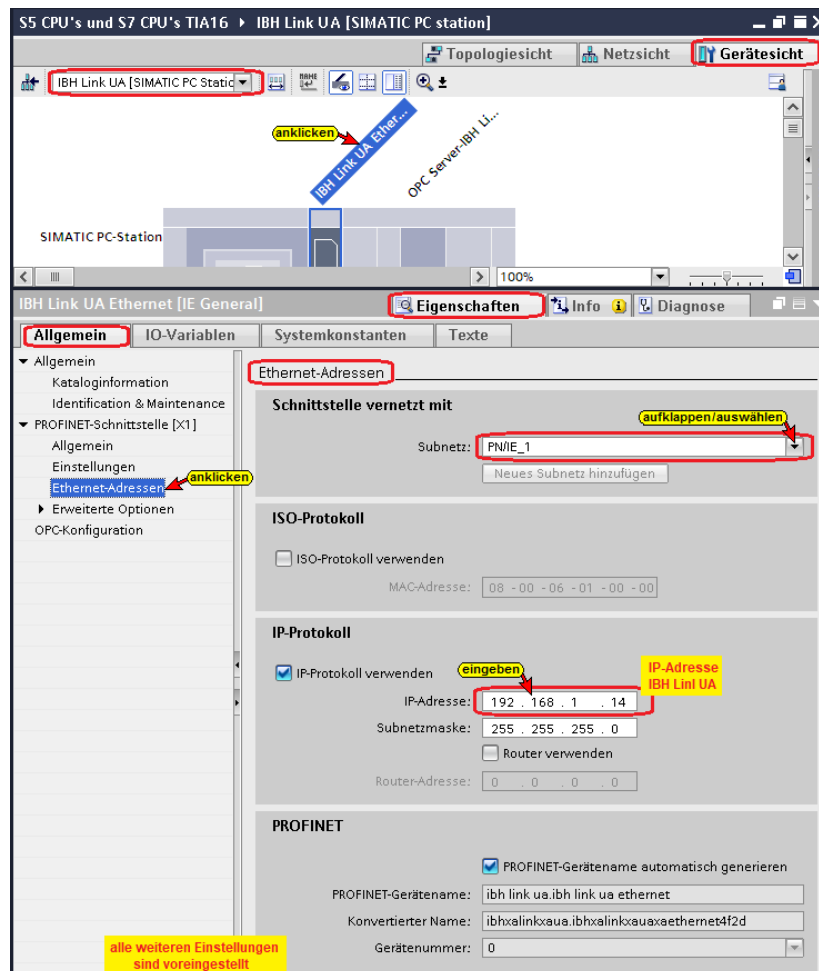 S5 CPU's und S7 CPU's TIA16 ▸ IBH Link UA [SIMATIC PC station]
Topologiesicht Netzsicht Gerätesicht
IBH Link UA [SIMATIC PC Static
anklicken
IBH Link UA Ether...
OPC Server-IBH Li...
SIMATIC PC-Station
100%
IBH Link UA Ethernet [IE General]
Eigenschaften Info Diagnose
Allgemein IO-Variablen Systemkonstanten Texte
Allgemein
Kataloginformation
Identification & Maintenance
PROFINET-Schnittstelle [X1]
Allgemein
Einstellungen
Ethernet-Adressen
anklicken
Erweiterte Optionen
OPC-Konfiguration
Ethernet-Adressen
Schnittstelle vernetzt mit
aufklappen/auswählen
Subnetz: PN/IE_1
Neues Subnetz hinzufügen
ISO-Protokoll
ISO-Protokoll verwenden
MAC-Adresse: 08 - 00 - 06 - 01 - 00 - 00
IP-Protokoll
IP-Protokoll verwenden
eingeben
IP-Adresse
IBH Linl UA
IP-Adresse: 192 . 168 . 1 . 14
Subnetzmaske: 255 . 255 . 255 . 0
Router verwenden
Router-Adresse: 0 . 0 . 0 . 0
PROFINET
PROFINET-Gerätename automatisch generieren
PROFINET-Gerätename: ibh link ua.ibh link ua ethernet
Konvertierter Name: ibhxalinkxaua.ibhxalinkxauaxaethernet4f2d
Gerätenummer: 0
alle weiteren Einstellungen
sind voreingestellt